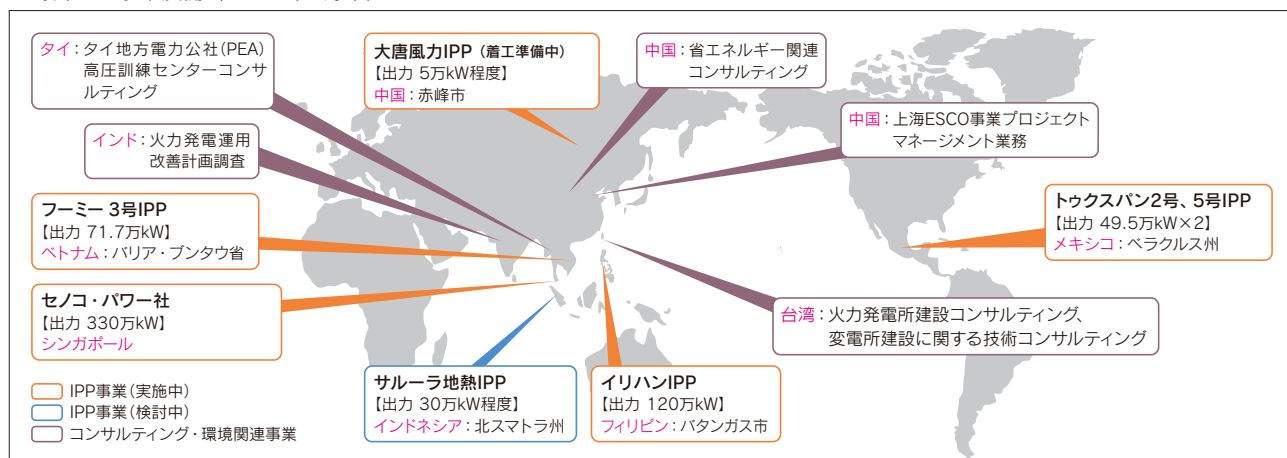 タイ：タイ地方電力公社(PEA)
高圧訓練センターコンサ
ルティング
大唐風力IPP（着工準備中）
【出力 5万kW程度】
中国：赤峰市
中国：省エネルギー関連
コンサルティング
インド：火力発電運用
改善計画調査
中国：上海ESCO事業プロジェクト
マネージメント業務
フーミー 3号IPP
【出力 71.7万kW】
ベトナム：バリア・ブンタウ省
トゥクスパン2号、5号IPP
【出力 49.5万kW×2】
メキシコ：ベラクルス州
セノコ・パワー社
【出力 330万kW】
シンガポール
台湾：火力発電所建設コンサルティング、
変電所建設に関する技術コンサルティング
サルーラ地熱IPP
【出力 30万kW程度】
インドネシア：北スマトラ州
イリハンIPP
【出力 120万kW】
フィリピン：バタンガス市
IPP事業(実施中)
IPP事業(検討中)
コンサルティング・環境関連事業